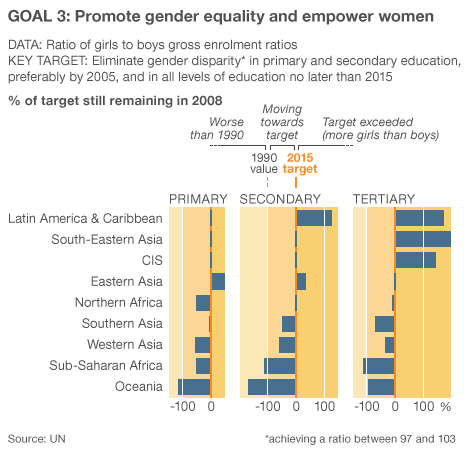 GOAL 3: Promote gender equality and empower women
DATA: Ratio of girls to boys gross enrolment ratios
KEY TARGET: Eliminate gender disparity* in primary and secondary education,
preferably by 2005, and in all levels of education no later than 2015
% of target still remaining in 2008
Worse
than 1990
Moving
towards
target
Target exceeded
(more girls than boys)
1990
value
2015
target
PRIMARY SECONDARY TERTIARY
Latin America & Caribbean
South-Eastern Asia
CIS
Eastern Asia
Northern Africa
Southern Asia
Western Asia
Sub-Saharan Africa
Oceania
-100 0 -100 0 100 -100 0 100 %
Source: UN *achieving a ratio between 97 and 103